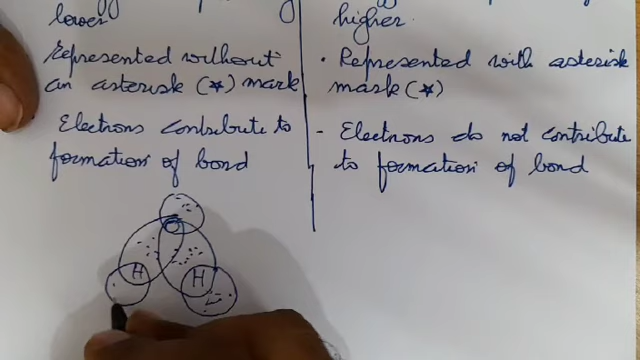 lower
higher.
Represented without
an asterisk (*) mark
• Represented with asterisk
mark (*)
Electrons contribute to
formation of bond
- Electrons do not contribute
to formation of bond
O
H
H